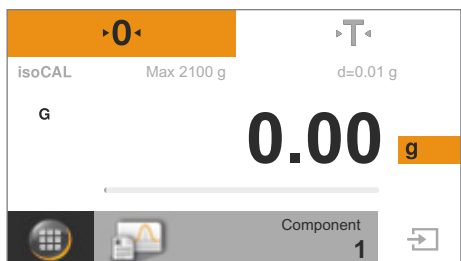 0 T
isoCAL Max 2100 g d=0.01 g
G
0.00 g
Component
1